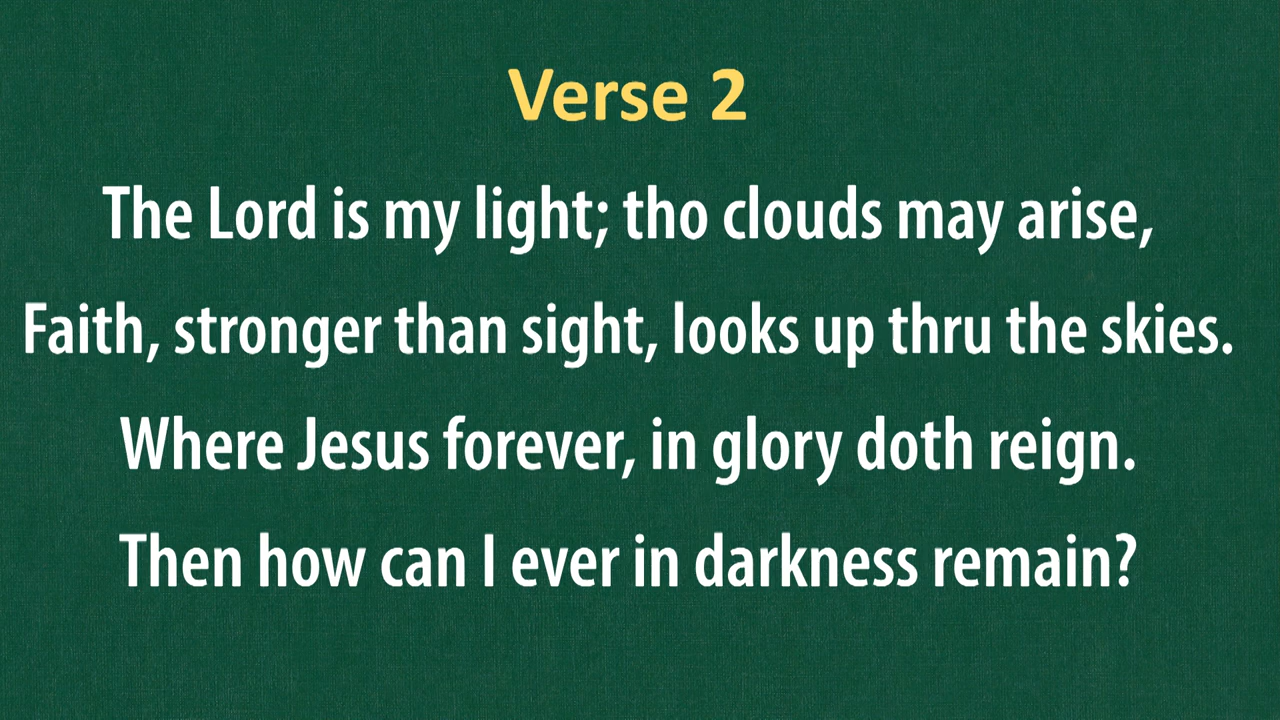 Verse 2
The Lord is my light; tho clouds may arise,
Faith, stronger than sight, looks up thru the skies.
Where Jesus forever, in glory doth reign.
Then how can I ever in darkness remain?